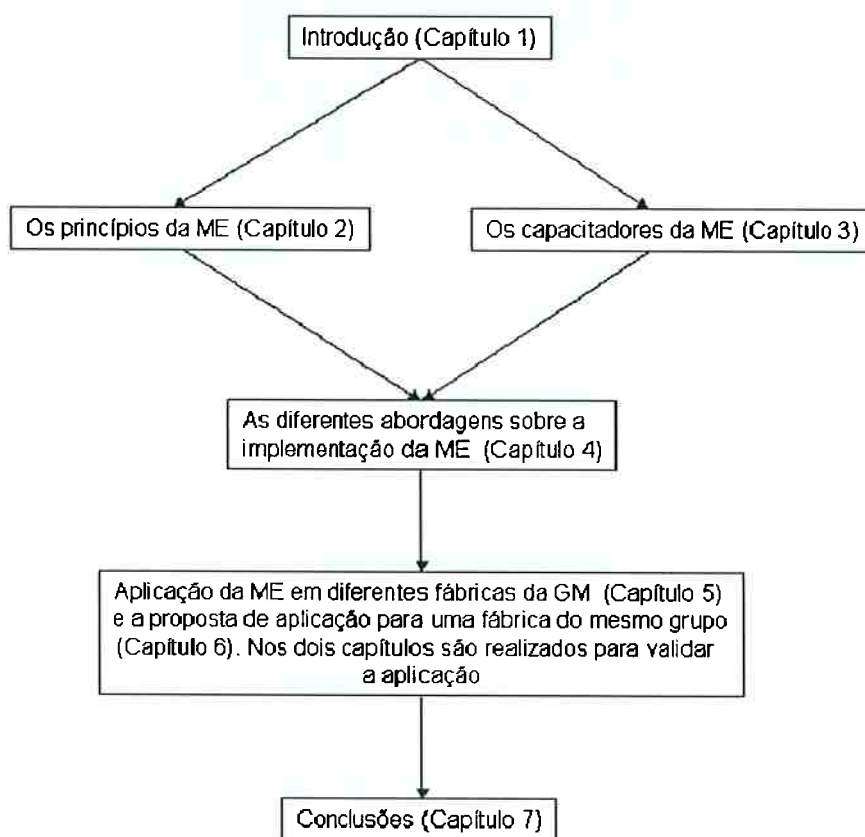 Introdução (Capítulo 1)
Os princípios da ME (Capítulo 2)
Os capacitadores da ME (Capítulo 3)
As diferentes abordagens sobre a
implementação da ME (Capítulo 4)
Aplicação da ME em diferentes fábricas da GM (Capítulo 5)
e a proposta de aplicação para uma fábrica do mesmo grupo
(Capítulo 6). Nos dois capítulos são realizados para validar
a aplicação
Conclusões (Capítulo 7)